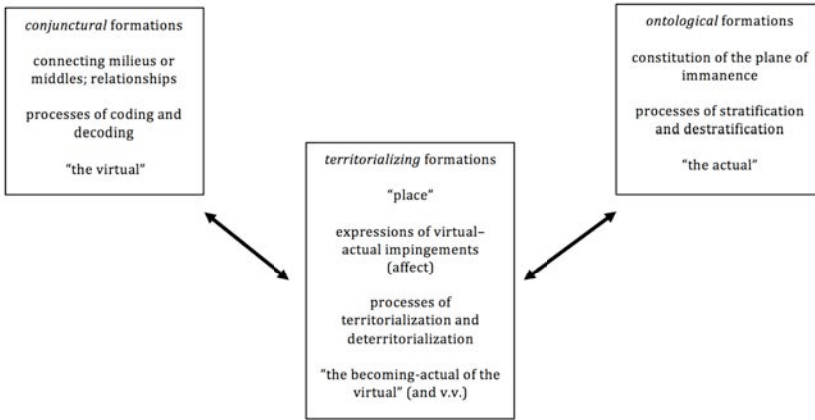 conjunctural formations
connecting milieus or
middles; relationships
processes of coding and
decoding
"the virtual"
territorializing formations
"place"
expressions of virtual–
actual impingements
(affect)
processes of
territorialization and
deterritorialization
"the becoming-actual of the
virtual" (and v.v.)
ontological formations
constitution of the plane of
immanence
processes of stratification
and destratification
"the actual"